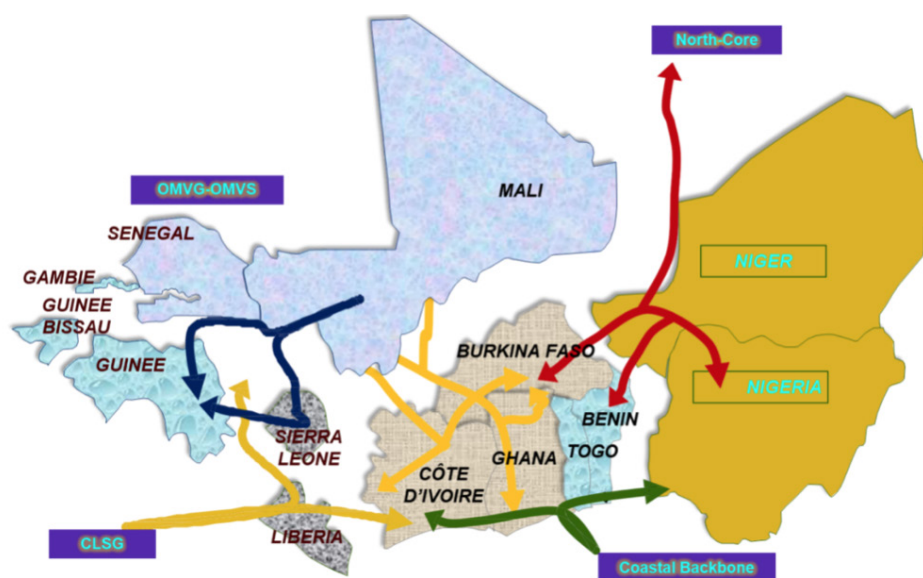 North-Core
OMVG-OMVS
MALI
SENEGAL
GAMBIE
GUINEE
BISSAU
GUINEE
NIGER
BURKINA FASO
NIGERIA
SIERRA
LEONE
BENIN
TOGO
GHANA
CÔTE
D'IVOIRE
LIBERIA
CLSG
Coastal Backbone